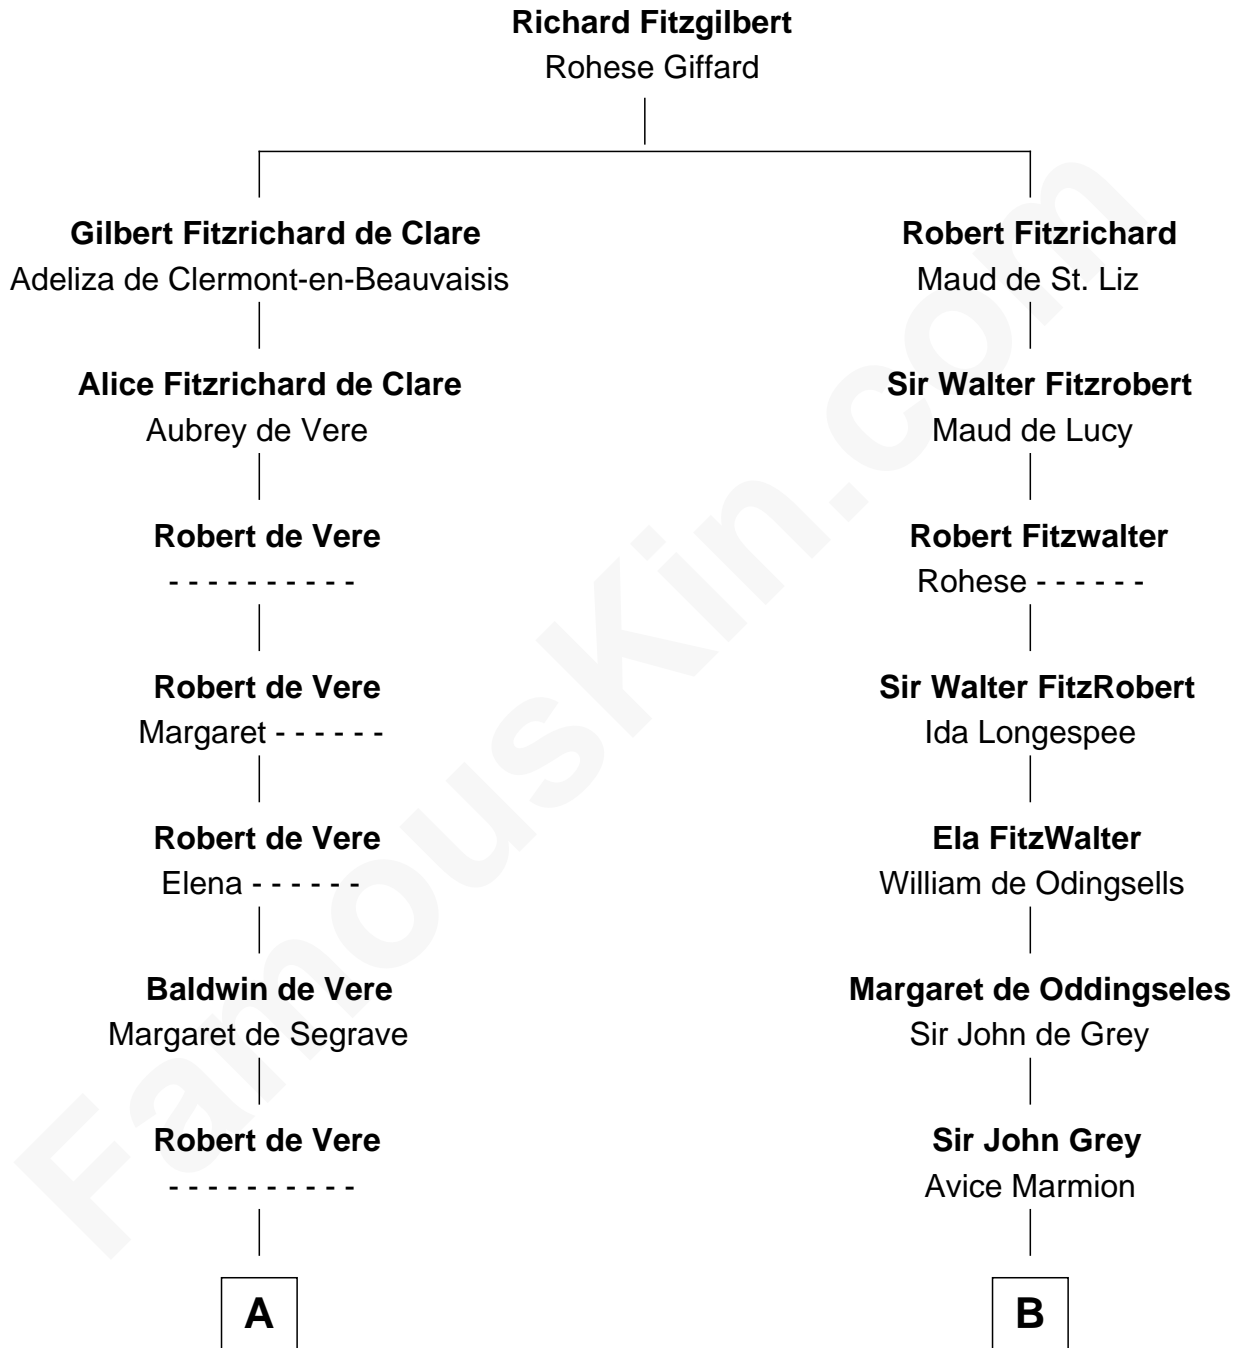 Richard Fitzgilbert
Rohese Giffard
Gilbert Fitzrichard de Clare
Adeliza de Clermont-en-Beauvaisis
Alice Fitzrichard de Clare
Aubrey de Vere
Robert de Vere
- - - - - - - - - -
Robert de Vere
Margaret - - - - - -
Robert de Vere
Elena - - - - - -
Baldwin de Vere
Margaret de Segrave
Robert de Vere
- - - - - - - - - -
A
Robert Fitzrichard
Maud de St. Liz
Sir Walter Fitzrobert
Maud de Lucy
Robert Fitzwalter
Rohese - - - - - -
Sir Walter FitzRobert
Ida Longespee
Ela FitzWalter
William de Odingsells
Margaret de Oddingseles
Sir John de Grey
Sir John Grey
Avice Marmion
B
FamousKin.com